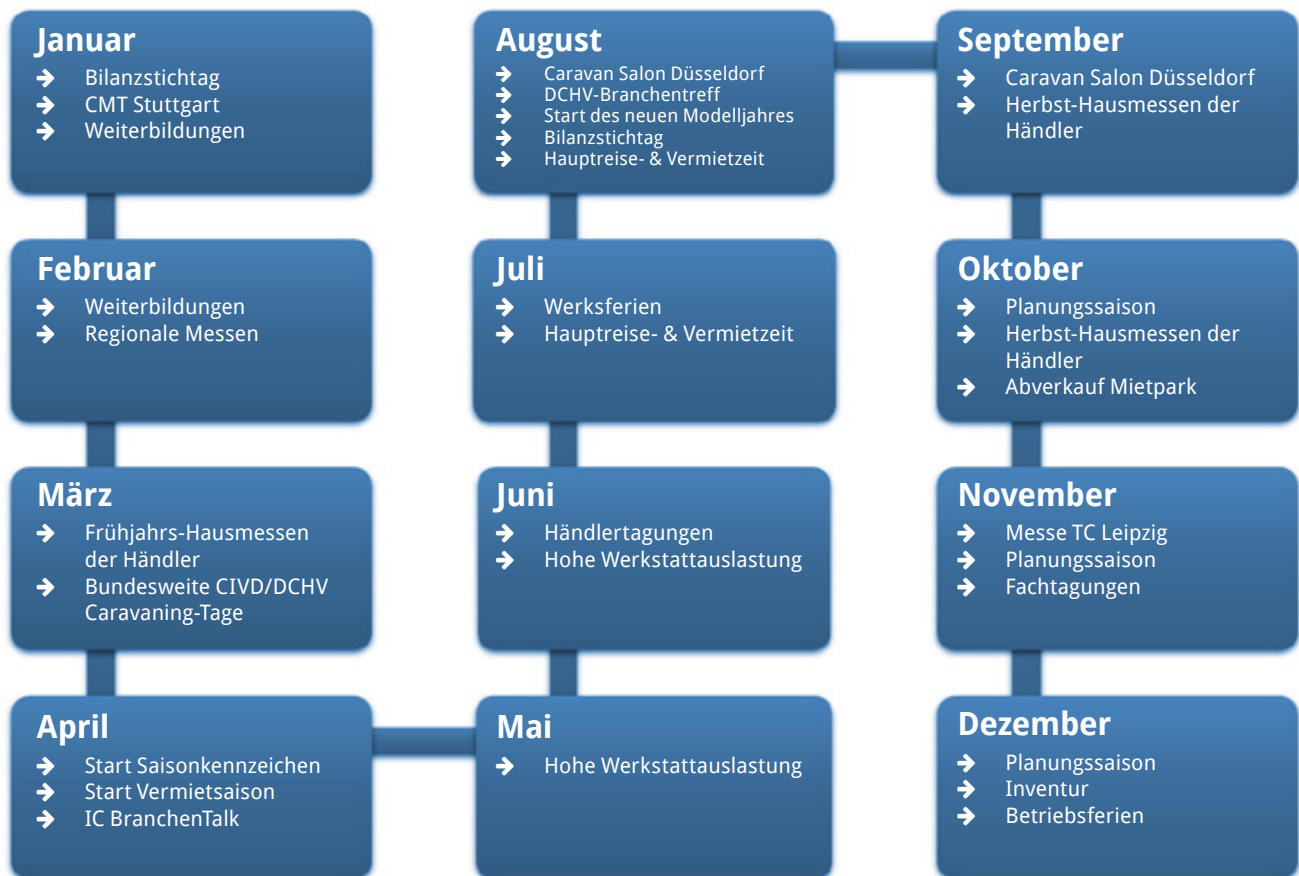 Januar
→ Bilanzstichtag
→ CMT Stuttgart
→ Weiterbildungen
Februar
→ Weiterbildungen
→ Regionale Messen
März
→ Frühjahrs-Hausmessen
der Händler
→ Bundesweite CIVD/DCHV
Caravaning-Tage
April
→ Start Saisonkennzeichen
→ Start Vermietsaison
→ IC BranchenTalk
Mai
→ Hohe Werkstattauslastung
Juni
→ Händlertagungen
→ Hohe Werkstattauslastung
Juli
→ Werksferien
→ Hauptreise- & Vermietzeit
August
→ Caravan Salon Düsseldorf
→ DCHV-Branchentreff
→ Start des neuen Modelljahres
→ Bilanzstichtag
→ Hauptreise- & Vermietzeit
September
→ Caravan Salon Düsseldorf
→ Herbst-Hausmessen der
Händler
Oktober
→ Planungssaison
→ Herbst-Hausmessen der
Händler
→ Abverkauf Mietpark
November
→ Messe TC Leipzig
→ Planungssaison
→ Fachtagungen
Dezember
→ Planungssaison
→ Inventur
→ Betriebsferien